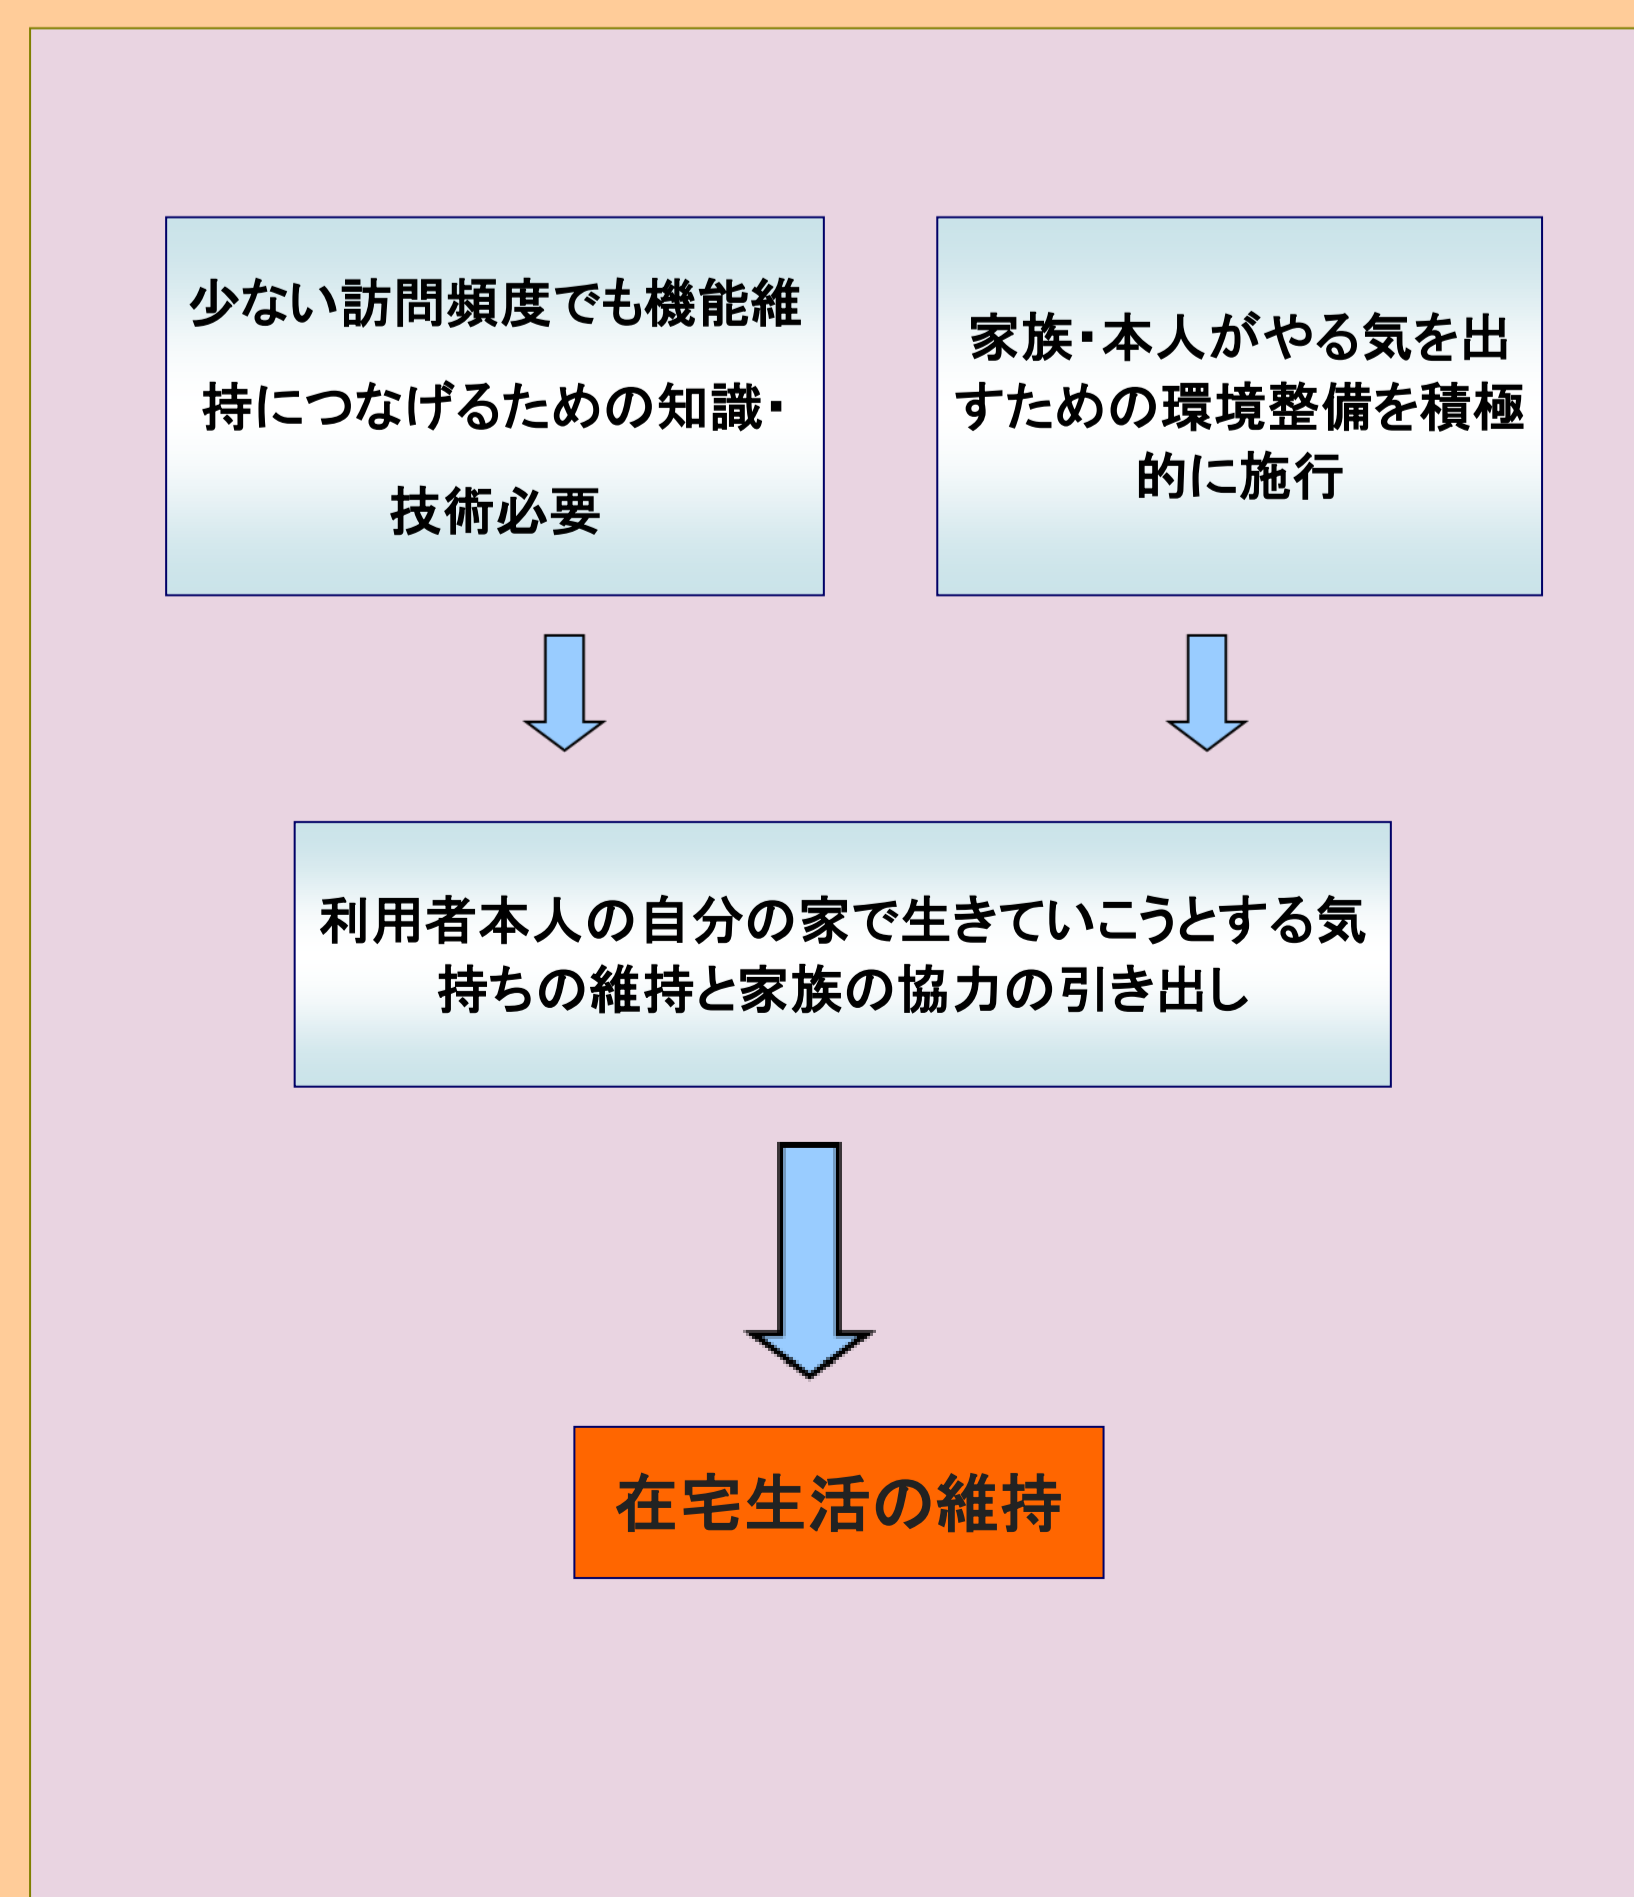 少ない訪問頻度でも機能維
持につなげるための知識・
技術必要
家族・本人がやる気を出
すための環境整備を積極
的に施行
利用者本人の自分の家で生きていこうとする気
持ちの維持と家族の協力の引き出し
在宅生活の維持